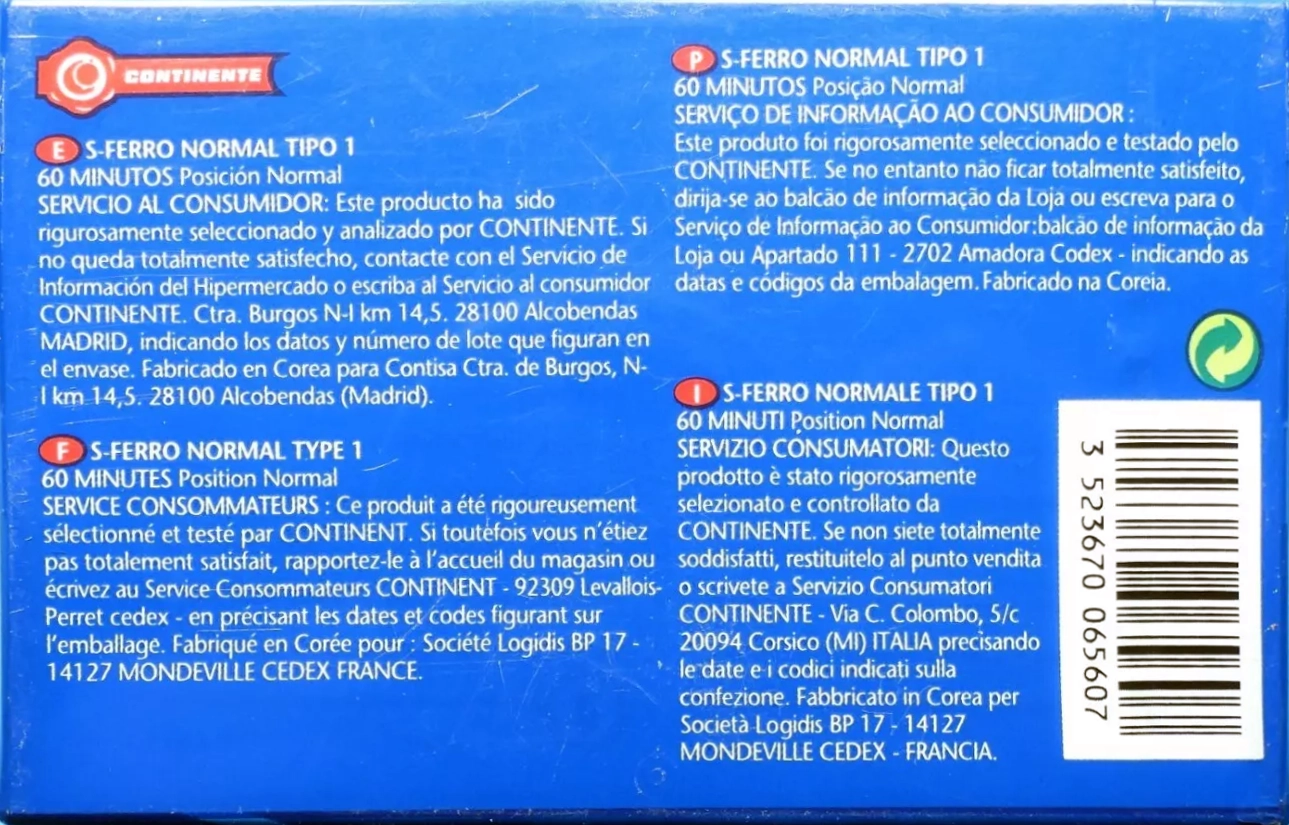 CONTINENTE
E S-FERRO NORMAL TIPO 1
60 MINUTOS Posición Normal
SERVICIO AL CONSUMIDOR: Este producto ha sido
rigurosamente seleccionado y analizado por CONTINENTE. Si
no queda totalmente satisfecho, contacte con el Servicio de
Información del Hipermercado o escriba al Servicio al consumidor
CONTINENTE. Ctra. Burgos N-I km 14,5. 28100 Alcobendas
MADRID, indicando los datos y número de lote que figuran en
el envase. Fabricado en Corea para Contisa Ctra. de Burgos, N-
I km 14,5. 28100 Alcobendas (Madrid).
F S-FERRO NORMAL TYPE 1
60 MINUTES Position Normal
SERVICE CONSOMMATEURS : Ce produit a été rigoureusement
sélectionné et testé par CONTINENT. Si toutefois vous n'étiez
pas totalement satisfait, rapportez-le à l'accueil du magasin ou
écrivez au Service Consommateurs CONTINENT - 92309 Levallois-
Perret cedex - en précisant les dates et codes figurant sur
l'emballage. Fabriqué en Corée pour : Société Logidis BP 17 -
14127 MONDEVILLE CEDEX FRANCE.
P S-FERRO NORMAL TIPO 1
60 MINUTOS Posição Normal
SERVIÇO DE INFORMAÇÃO AO CONSUMIDOR :
Este produto foi rigorosamente seleccionado e testado pelo
CONTINENTE. Se no entanto não ficar totalmente satisfeito,
dirija-se ao balcão de informação da Loja ou escreva para o
Serviço de Informação ao Consumidor:balcão de informação da
Loja ou Apartado 111 - 2702 Amadora Codex - indicando as
datas e códigos da embalagem. Fabricado na Coreia.
I S-FERRO NORMALE TIPO 1
60 MINUTI Position Normal
SERVIZIO CONSUMATORI: Questo
prodotto è stato rigorosamente
selezionato e controllato da
CONTINENTE. Se non siete totalmente
soddisfatti, restituitelo al punto vendita
o scrivete a Servizio Consumatori
CONTINENTE - Via C. Colombo, 5/c
20094 Corsico (MI) ITALIA precisando
le date e i codici indicati sulla
confezione. Fabbricato in Corea per
Società Logidis BP 17 - 14127
MONDEVILLE CEDEX - FRANCIA.
3 523670 065607